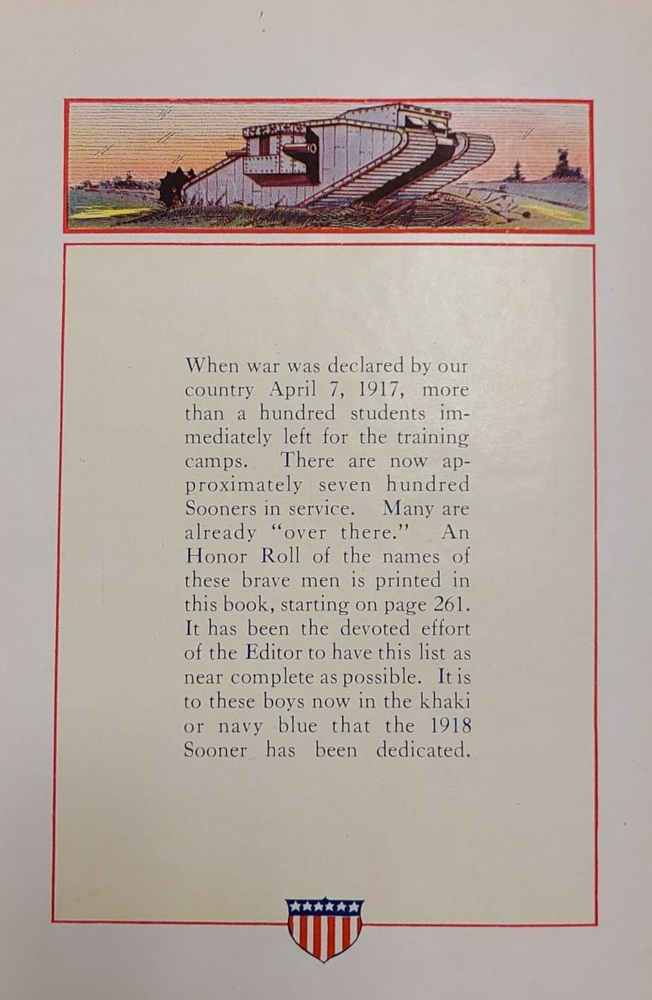 When war was declared by our
country April 7, 1917, more
than a hundred students im-
mediately left for the training
camps. There are now ap-
proximately seven hundred
Sooners in service. Many are
already “over there.” An
Honor Roll of the names of
these brave men is printed in
this book, starting on page 261.
It has been the devoted effort
of the Editor to have this list as
near complete as possible. It is
to these boys now in the khaki
or navy blue that the 1918
Sooner has been dedicated.